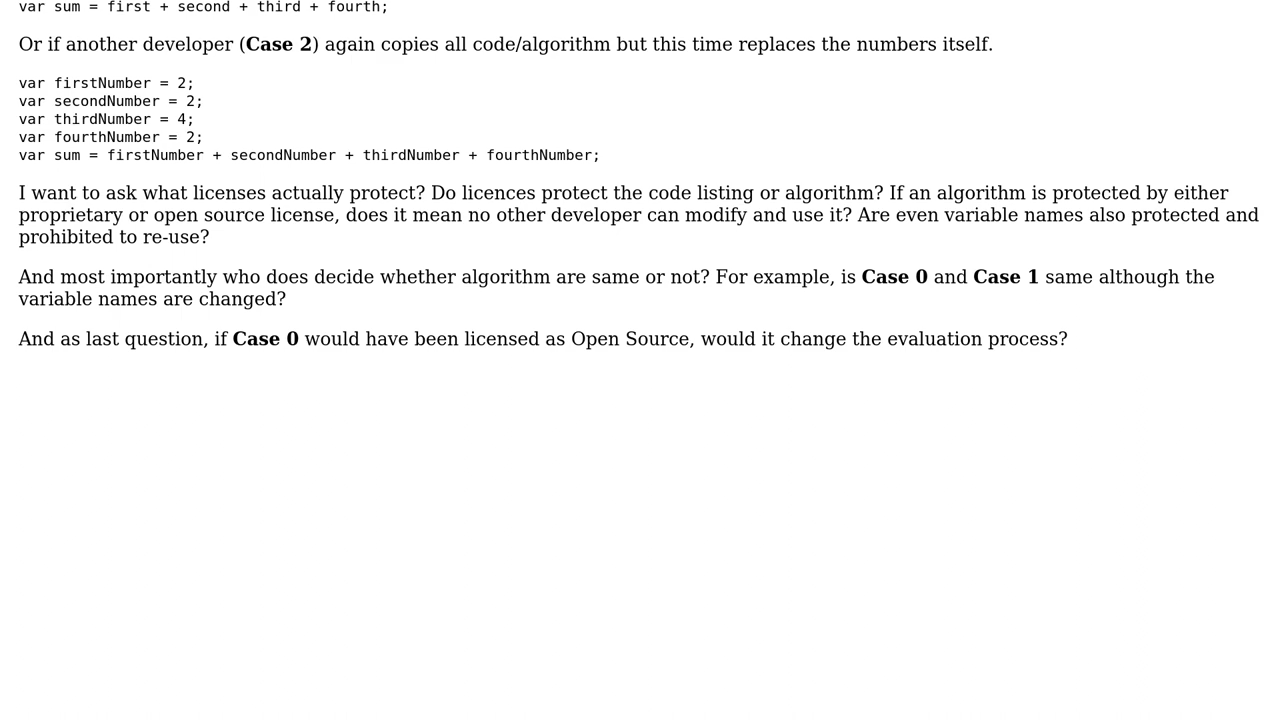 var sum = first + second + third + fourth;
Or if another developer (Case 2) again copies all code/algorithm but this time replaces the numbers itself.
var firstNumber = 2;
var secondNumber = 2;
var thirdNumber = 4;
var fourthNumber = 2;
var sum = firstNumber + secondNumber + thirdNumber + fourthNumber;
I want to ask what licenses actually protect? Do licences protect the code listing or algorithm? If an algorithm is protected by either
proprietary or open source license, does it mean no other developer can modify and use it? Are even variable names also protected and
prohibited to re-use?
And most importantly who does decide whether algorithm are same or not? For example, is Case 0 and Case 1 same although the
variable names are changed?
And as last question, if Case 0 would have been licensed as Open Source, would it change the evaluation process?